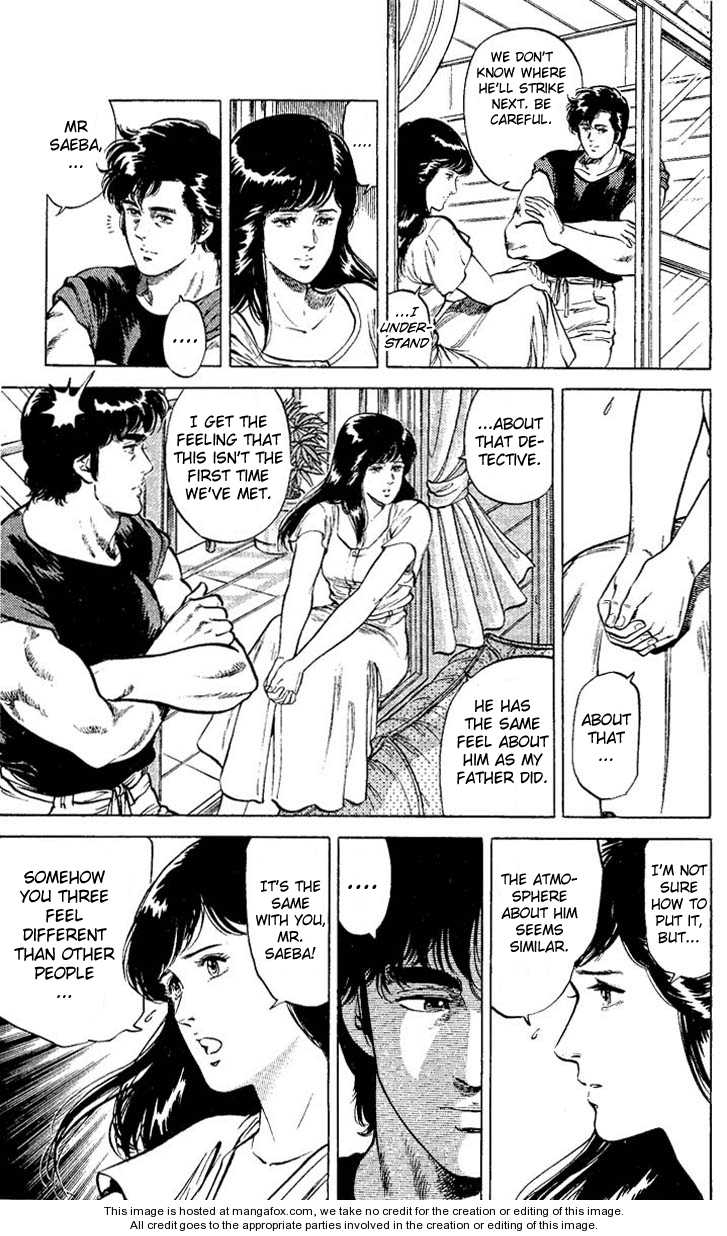 WE DON'T
KNOW WHERE
HE'LL STRIKE
NEXT. BE
CAREFUL.
...I
UNDER-
STAND
....
MR
SAEBA,
...
....
...ABOUT
THAT DE-
TECTIVE.
ABOUT
THAT
...
I GET THE
FEELING THAT
THIS ISN'T THE
FIRST TIME
WE'VE MET.
HE HAS
THE SAME
FEEL ABOUT
HIM AS MY
FATHER DID.
I'M NOT
SURE
HOW TO
PUT IT,
BUT...
THE ATMO-
SPHERE
ABOUT HIM
SEEMS
SIMILAR.
....
IT'S THE
SAME
WITH YOU,
MR.
SAEBA!
SOMEHOW
YOU THREE
FEEL
DIFFERENT
THAN OTHER
PEOPLE
...
This image is hosted at mangafox.com, we take no credit for the creation or editing of this image.
All credit goes to the appropriate parties involved in the creation or editing of this image.